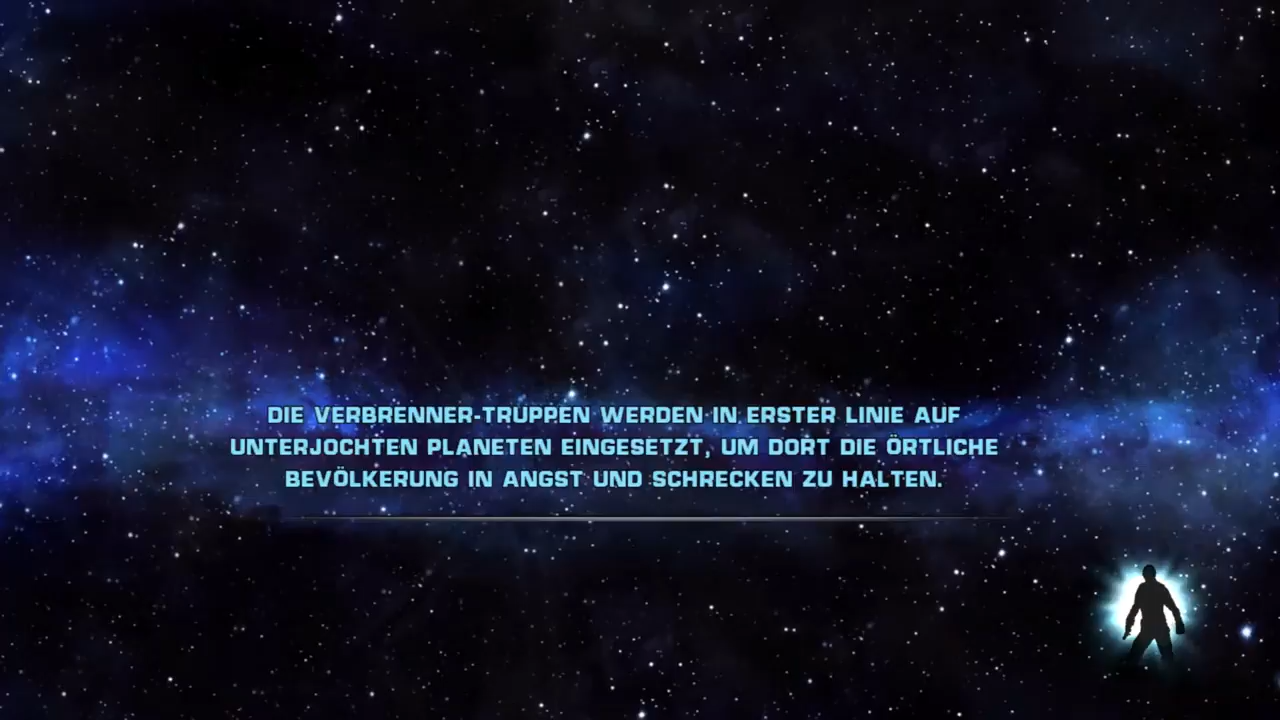 DIE VERBRENNER-TRUPPEN WERDEN IN ERSTER LINIE AUF
UNTERJOCHTEN PLANETEN EINGESETZT, UM DORT DIE ÖRTLICHE
BEVÖLKERUNG IN ANGST UND SCHRECKEN ZU HALTEN.